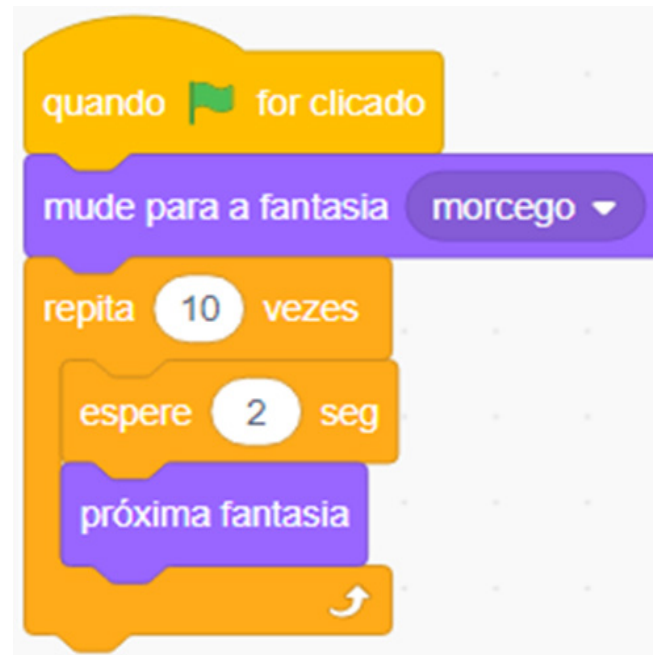 quando for clicado
mude para a fantasia morcego
repita 10 vezes
espere 2 seg
próxima fantasia